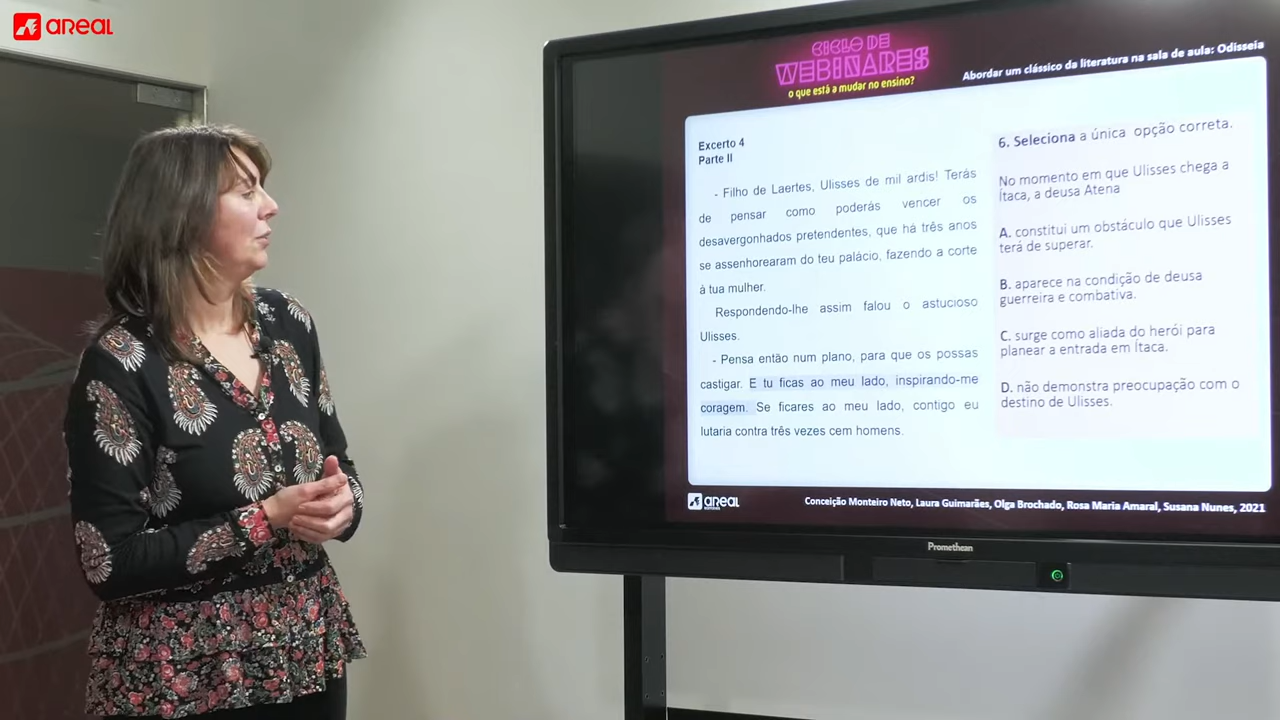 AREAL
CICLO DE
WEBINARES
o que está a mudar no ensino?
Abordar um clássico da literatura na sala de aula: Odisseia
Excerto 4
Parte II
- Filho de Laertes, Ulisses de mil ardis! Terás
de pensar como poderás vencer os
desavergonhados pretendentes, que há três anos
se assenhorearam do teu palácio, fazendo a corte
à tua mulher.
Respondendo-lhe assim falou o astucioso
Ulisses.
- Pensa então num plano, para que os possas
castigar. E tu ficas ao meu lado, inspirando-me
coragem. Se ficares ao meu lado, contigo eu
lutaria contra três vezes cem homens.
6. Seleciona a única opção correta.
No momento em que Ulisses chega a
Ítaca, a deusa Atena
A. constitui um obstáculo que Ulisses
terá de superar.
B. aparece na condição de deusa
guerreira e combativa.
C. surge como aliada do herói para
planear a entrada em Ítaca.
D. não demonstra preocupação com o
destino de Ulisses.
AREAL
Conceição Monteiro Neto, Laura Guimarães, Olga Brochado, Rosa Maria Amaral, Susana Nunes, 2021
Promethean